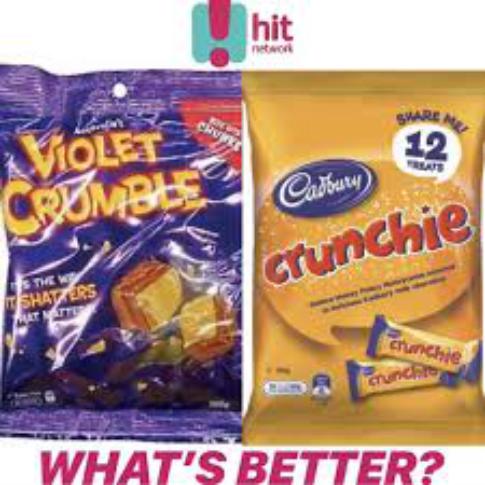 hit
network
VIOLET
CRUMBLE
IT'S THE WAY
IT SHATTERS
THAT MATTERS
SHARE ME!
12
TREATS
Cadbury
crunchie
crunchie
crunchie
WHAT'S BETTER?